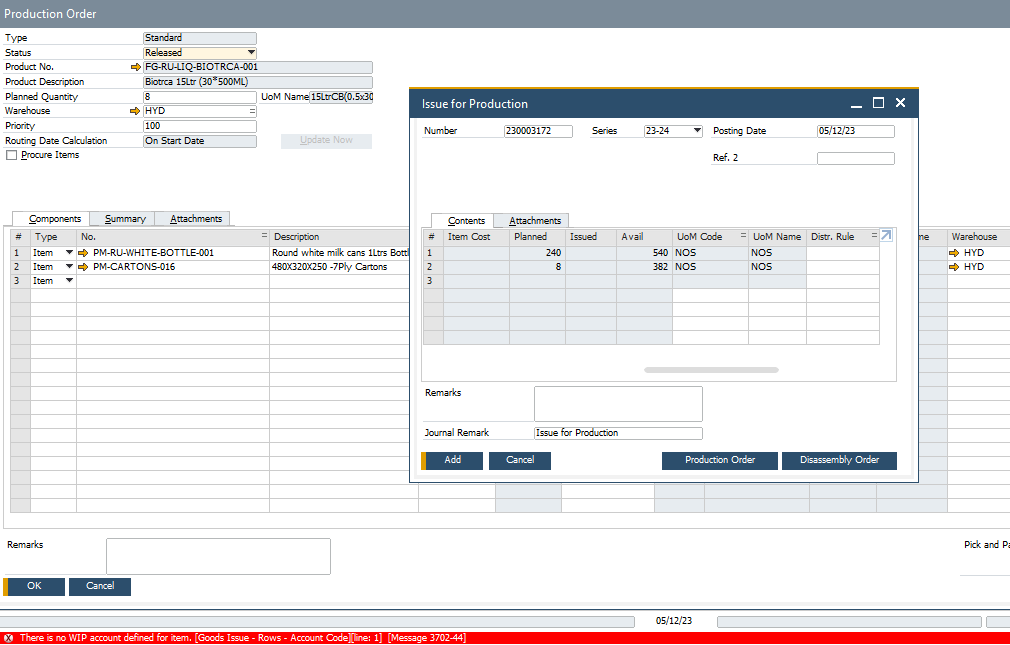 Production Order
Type Standard
Status Released
Product No. FG-RU-LIQ-BIOTRCA-001
Product Description Biotrca 15Ltr (30*500ML)
Planned Quantity 8 UoM Name 15LtrCB(0.5x30
Warehouse HYD
Priority 100
Routing Date Calculation On Start Date Update Now
Procure Items
Components Summary Attachments
# Type No. Description me Warehouse
1 Item PM-RU-WHITE-BOTTLE-001 Round white milk cans 1Ltrs Bottl HYD
2 Item PM-CARTONS-016 480X320X250 -7Ply Cartons HYD
3 Item
Issue for Production
Number 230003172 Series 23-24 Posting Date 05/12/23
Ref. 2
Contents Attachments
# Item Cost Planned Issued Avail UoM Code UoM Name Distr. Rule
1 240 540 NOS NOS
2 8 382 NOS NOS
3
Remarks
Journal Remark Issue for Production
Add Cancel Production Order Disassembly Order
Remarks Pick and Pa
OK Cancel
05/12/23
There is no WIP account defined for item. [Goods Issue - Rows - Account Code][line: 1] [Message 3702-44]